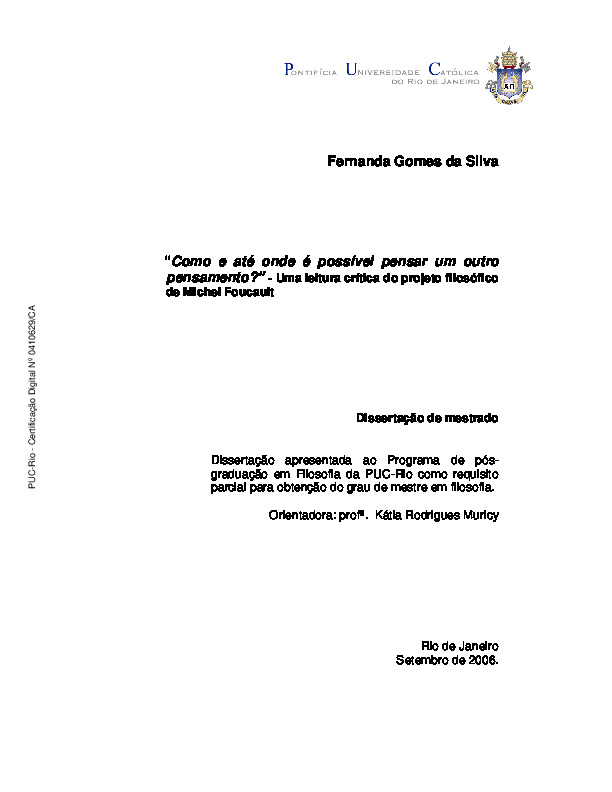 PONTIFÍCIA UNIVERSIDADE CATÓLICA
DO RIO DE JANEIRO
Fernanda Gomes da Silva
“Como e até onde é possível pensar um outro
pensamento?” - Uma leitura crítica do projeto filosófico
de Michel Foucault
Dissertação de mestrado
Dissertação apresentada ao Programa de pós-
graduação em Filosofia da PUC-Rio como requisito
parcial para obtenção do grau de mestre em filosofia.
Orientadora: profª. Kátia Rodrigues Muricy
Rio de Janeiro
Setembro de 2006.
PUC-Rio - Certificação Digital Nº 0410629/CA